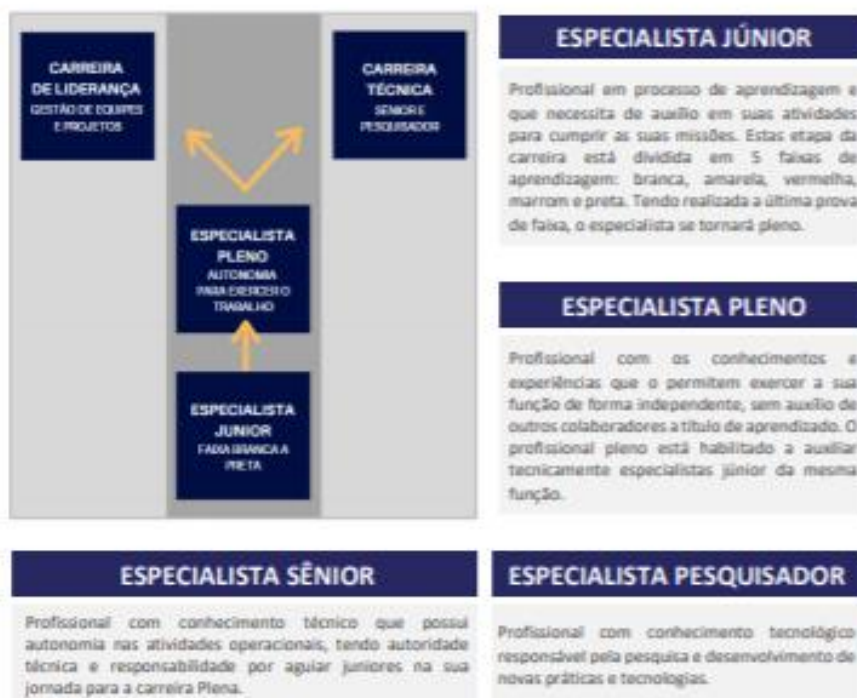 CARREIRA
DE LIDERANÇA
GESTÃO DE EQUIPES
E PROJETOS
CARREIRA
TÉCNICA
SENIOR E
PESQUISADOR
ESPECIALISTA
PLENO
AUTONOMIA
PARA EXERCER O
TRABALHO
ESPECIALISTA
JUNIOR
FAIXA BRANCA A
PRETA
ESPECIALISTA JÚNIOR
Profissional em processo de aprendizagem e
que necessita de auxílio em suas atividades
para cumprir as suas missões. Estas etapa da
carreira está dividida em 5 faixas de
aprendizagem: branca, amarela, vermelha,
marrom e preta. Tendo realizada a última prova
de faixa, o especialista se tornará pleno.
ESPECIALISTA PLENO
Profissional com os conhecimentos e
experiências que o permitem exercer a sua
função de forma independente, sem auxílio de
outros colaboradores a título de aprendizado. O
profissional pleno está habilitado a auxiliar
tecnicamente especialistas júnior da mesma
função.
ESPECIALISTA SÊNIOR
Profissional com conhecimento técnico que possui
autonomia nas atividades operacionais, tendo autoridade
técnica e responsabilidade por aguiar juniores na sua
jornada para a carreira Plena.
ESPECIALISTA PESQUISADOR
Profissional com conhecimento tecnológico
responsável pela pesquisa e desenvolvimento de
novas práticas e tecnologias.